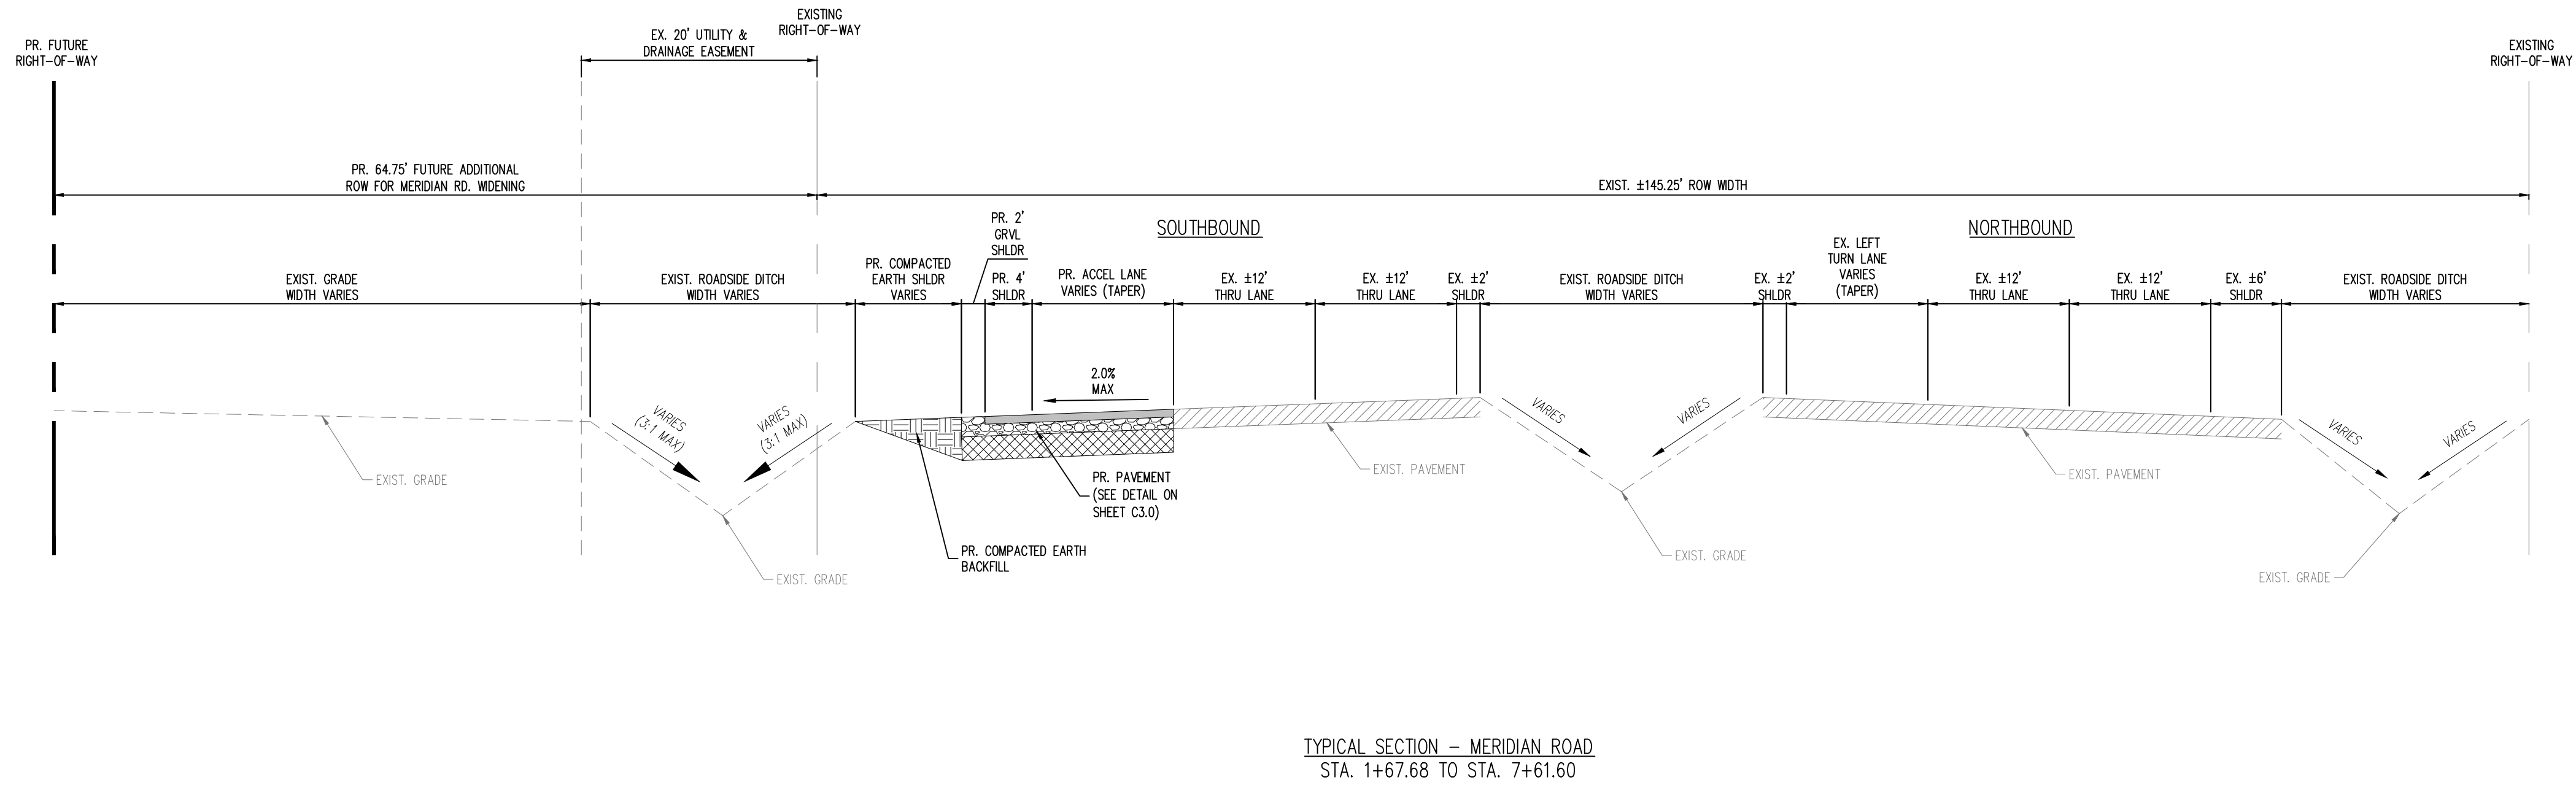 PR. FUTURE
RIGHT-OF-WAY
EX. 20' UTILITY &
DRAINAGE EASEMENT
EXISTING
RIGHT-OF-WAY
EXISTING
RIGHT-OF-WAY
PR. 64.75' FUTURE ADDITIONAL
ROW FOR MERIDIAN RD. WIDENING
EXIST. ±145.25' ROW WIDTH
SOUTHBOUND
NORTHBOUND
EXIST. GRADE
WIDTH VARIES
EXIST. ROADSIDE DITCH
WIDTH VARIES
PR. COMPACTED
EARTH SHLDR
VARIES
PR. 2'
GRVL
SHLDR
PR. 4'
SHLDR
PR. ACCEL LANE
VARIES (TAPER)
EX. ±12'
THRU LANE
EX. ±12'
THRU LANE
EX. ±2'
SHLDR
EXIST. ROADSIDE DITCH
WIDTH VARIES
EX. ±2'
SHLDR
EX. LEFT
TURN LANE
VARIES
(TAPER)
EX. ±12'
THRU LANE
EX. ±12'
THRU LANE
EX. ±6'
SHLDR
EXIST. ROADSIDE DITCH
WIDTH VARIES
2.0%
MAX
VARIES
(3:1 MAX)
VARIES
(3:1 MAX)
VARIES
VARIES
VARIES
VARIES
EXIST. GRADE
EXIST. GRADE
PR. COMPACTED EARTH
BACKFILL
PR. PAVEMENT
(SEE DETAIL ON
SHEET C3.0)
EXIST. PAVEMENT
EXIST. GRADE
EXIST. PAVEMENT
EXIST. GRADE
TYPICAL SECTION - MERIDIAN ROAD
STA. 1+67.68 TO STA. 7+61.60